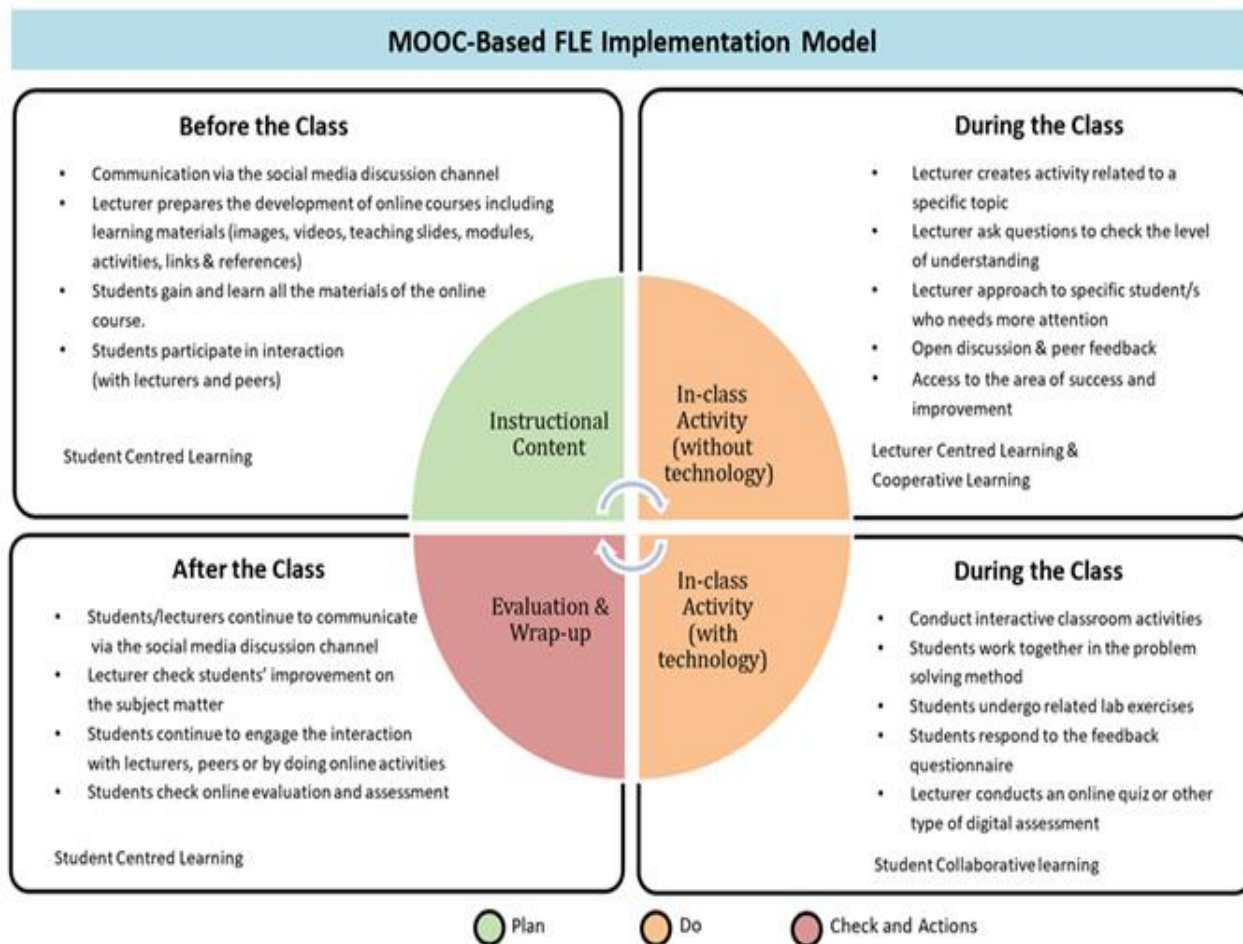 MOOC-Based FLE Implementation Model
Before the Class
• Communication via the social media discussion channel
• Lecturer prepares the development of online courses including
learning materials (images, videos, teaching slides, modules,
activities, links & references)
• Students gain and learn all the materials of the online
course.
• Students participate in interaction
(with lecturers and peers)
Student Centred Learning
Instructional
Content
During the Class
• Lecturer creates activity related to a
specific topic
• Lecturer ask questions to check the level
of understanding
• Lecturer approach to specific student/s
who needs more attention
• Open discussion & peer feedback
• Access to the area of success and
improvement
Lecturer Centred Learning &
Cooperative Learning
In-class
Activity
(without
technology)
After the Class
• Students/lecturers continue to communicate
via the social media discussion channel
• Lecturer check students' improvement on
the subject matter
• Students continue to engage the interaction
with lecturers, peers or by doing online activities
• Students check online evaluation and assessment
Student Centred Learning
Evaluation &
Wrap-up
In-class
Activity
(with
technology)
During the Class
• Conduct interactive classroom activities
• Students work together in the problem
solving method
• Students undergo related lab exercises
• Students respond to the feedback
questionnaire
• Lecturer conducts an online quiz or other
type of digital assessment
Student Collaborative learning
Plan
Do
Check and Actions